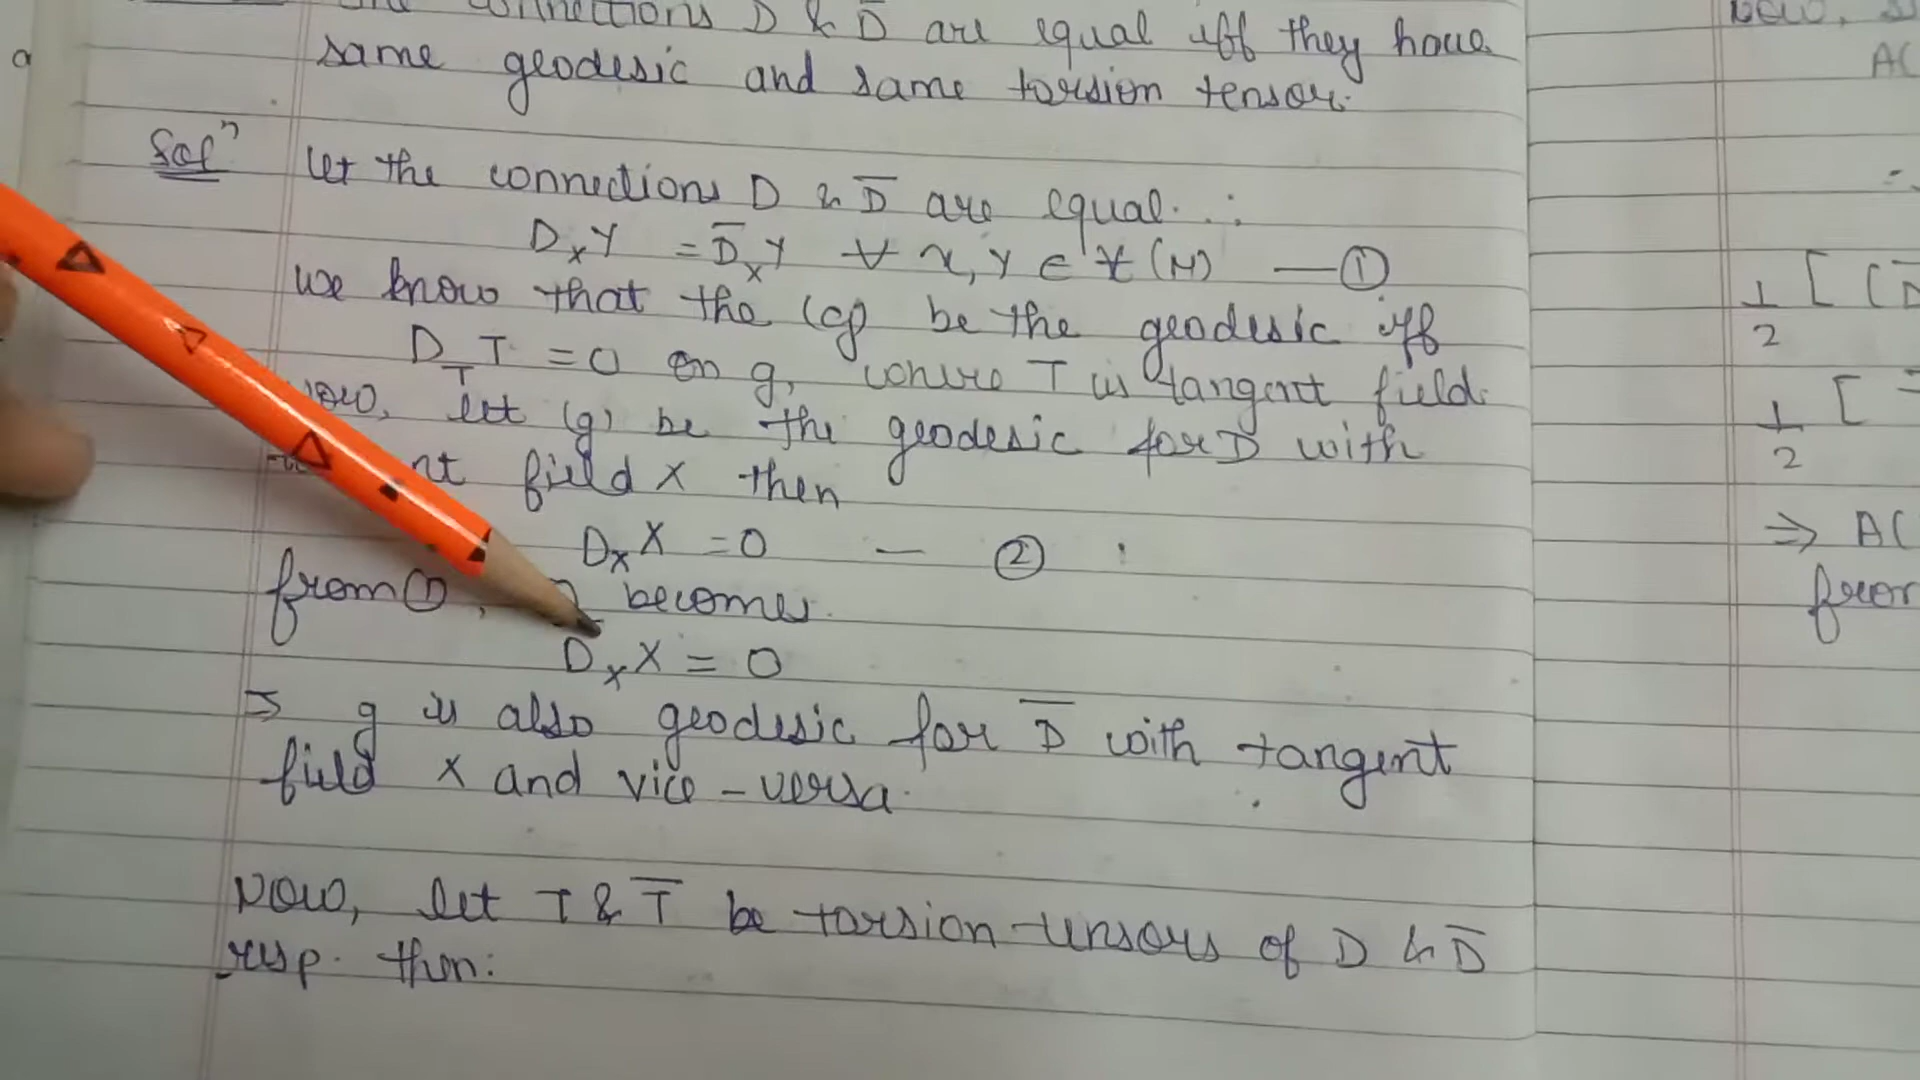 connections D & D̅ are equal iff they have
same geodesic and same torsion tensor.
Solⁿ let the connections D & D̅ are equal. ∴
D_X Y = D̅_X Y ∀ x, Y ∈ 𝔛(M) — ①
we know that the (g) be the geodesic iff
D_T T = 0 on g, where T is tangent field.
let (g) be the geodesic for D with
field X then
D_X X = 0 — ②
from ①, becomes
D_X X = 0
⇒ g is also geodesic for D̅ with tangent
field X and vice-versa.
Now, let T & T̅ be torsion tensors of D & D̅
resp. then:
1/2 [ (D̅
1/2 [
⇒ A(